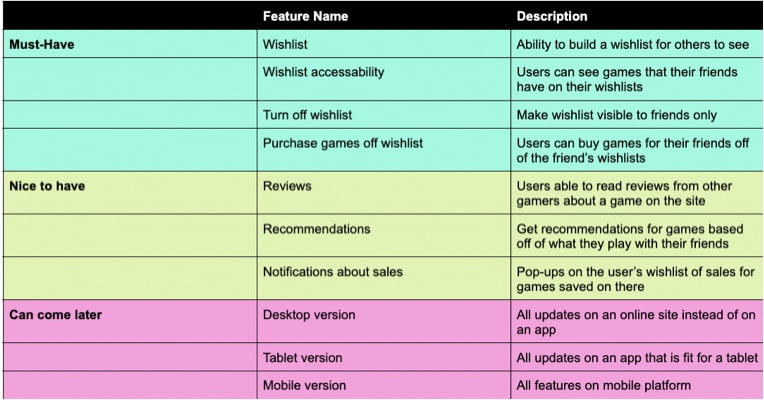 Feature Name Description
Must-Have Wishlist Ability to build a wishlist for others to see
Wishlist accessability Users can see games that their friends
have on their wishlists
Turn off wishlist Make wishlist visible to friends only
Purchase games off wishlist Users can buy games for their friends off
of the friend's wishlists
Nice to have Reviews Users able to read reviews from other
gamers about a game on the site
Recommendations Get recommendations for games based
off of what they play with their friends
Notifications about sales Pop-ups on the user's wishlist of sales for
games saved on there
Can come later Desktop version All updates on an online site instead of on
an app
Tablet version All updates on an app that is fit for a tablet
Mobile version All features on mobile platform